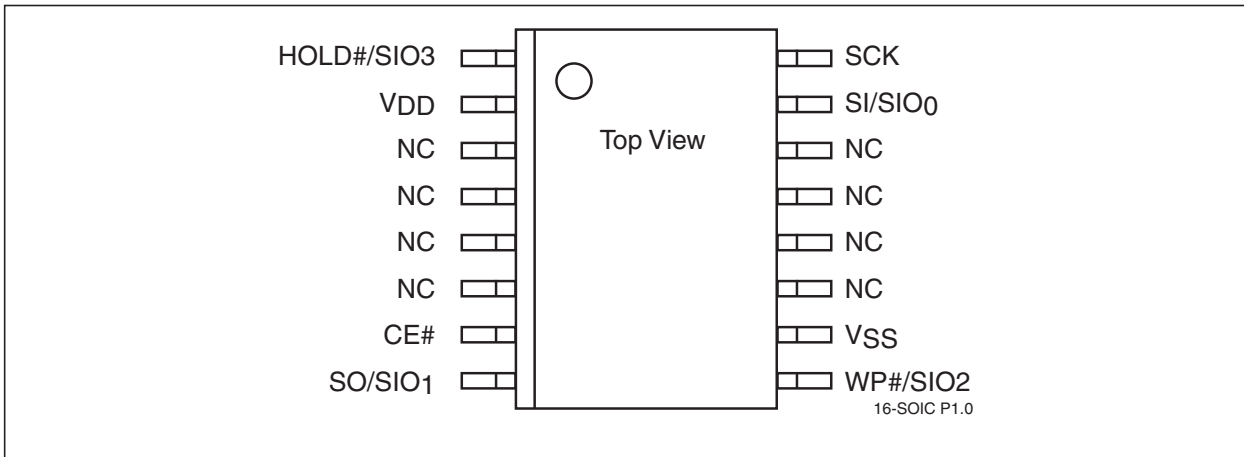 HOLD#/SIO3 SCK
VDD SI/SIO0
Top View
NC NC
NC NC
NC NC
NC NC
CE# VSS
SO/SIO1 WP#/SIO2
16-SOIC P1.0